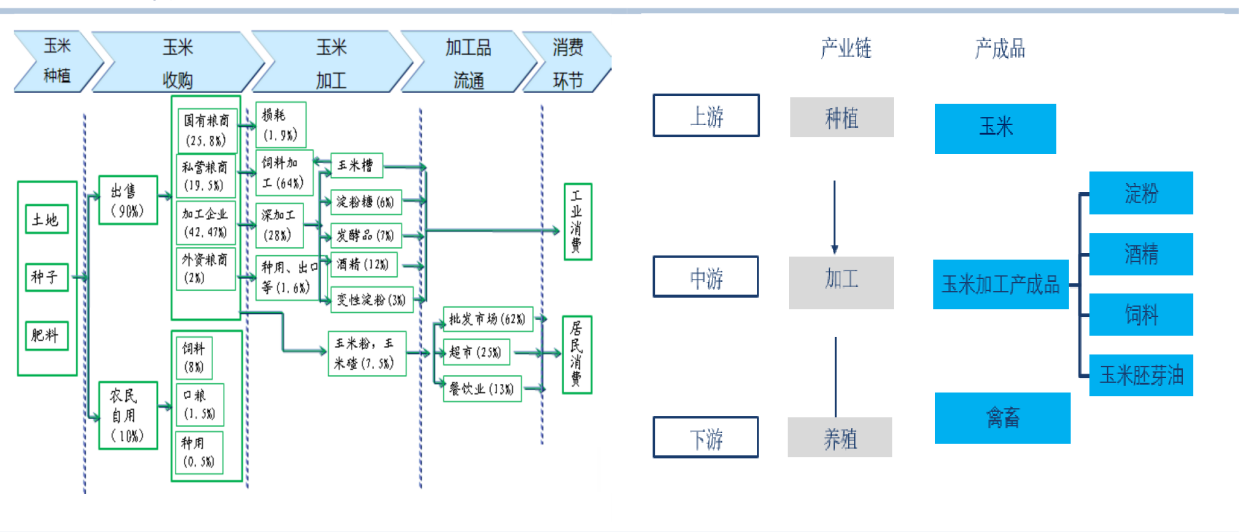 玉米
种植
玉米
收购
玉米
加工
加工品
流通
消费
环节
土地
种子
肥料
出售
(90%)
农民
自用
(10%)
国有粮商
(25.8%)
私营粮商
(19.5%)
加工企业
(42.47%)
外资粮商
(2%)
饲料
(8%)
口粮
(1.5%)
种用
(0.5%)
损耗
(1.9%)
饲料加
工(64%)
深加工
(28%)
种用、出口
等(1.6%)
玉米槽
淀粉糖(6%)
发酵品(7%)
酒精(12%)
变性淀粉(3%)
玉米粉,玉
米碴(7.5%)
批发市场(62%)
超市(25%)
餐饮业(13%)
工业消费
居民消费
产业链
产成品
上游
种植
玉米
中游
加工
玉米加工产成品
淀粉
酒精
饲料
玉米胚芽油
下游
养殖
禽畜